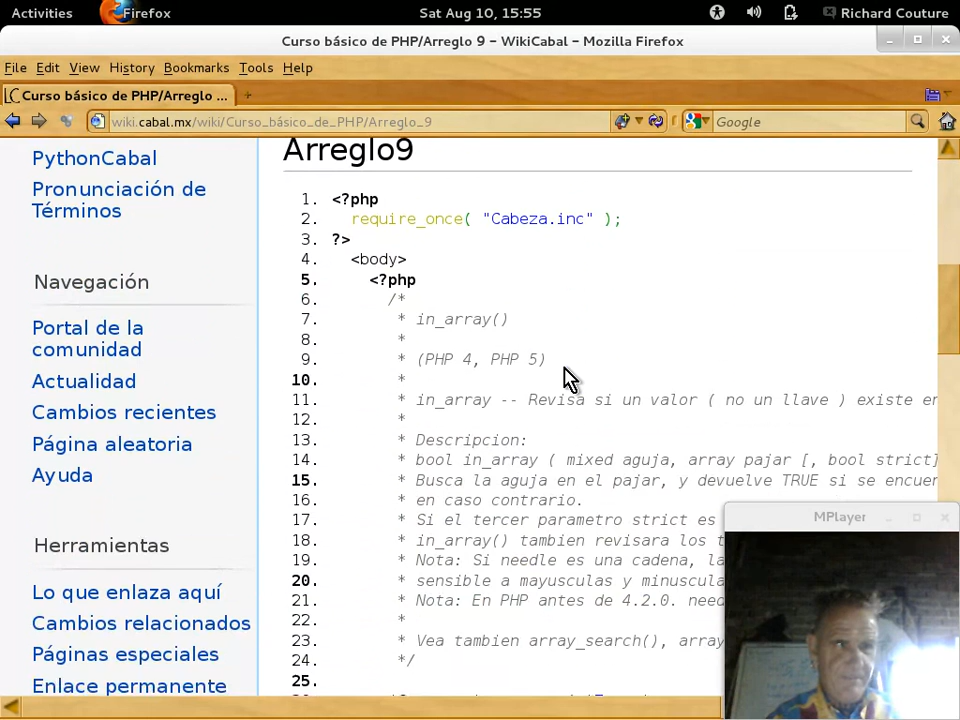 Activities Firefox Sat Aug 10, 15:55 Richard Couture
Curso básico de PHP/Arreglo 9 - WikiCabal - Mozilla Firefox
File Edit View History Bookmarks Tools Help
Curso básico de PHP/Arreglo ...
wiki.cabal.mx/wiki/Curso_básico_de_PHP/Arreglo_9 Google
PythonCabal
Pronunciación de
Términos
Navegación
Portal de la
comunidad
Actualidad
Cambios recientes
Página aleatoria
Ayuda
Herramientas
Lo que enlaza aquí
Cambios relacionados
Páginas especiales
Enlace permanente
Arreglo9
1. <?php
2. require_once( "Cabeza.inc" );
3. ?>
4. <body>
5. <?php
6. /*
7. * in_array()
8. *
9. * (PHP 4, PHP 5)
10. *
11. * in_array -- Revisa si un valor ( no un llave ) existe en
12. *
13. * Descripcion:
14. * bool in_array ( mixed aguja, array pajar [, bool strict]
15. * Busca la aguja en el pajar, y devuelve TRUE si se encuen
16. * en caso contrario.
17. * Si el tercer parametro strict es
18. * in_array() tambien revisara los t
19. * Nota: Si needle es una cadena, la
20. * sensible a mayusculas y minuscula
21. * Nota: En PHP antes de 4.2.0. need
22. *
23. * Vea tambien array_search(), array
24. */
25.
MPlayer